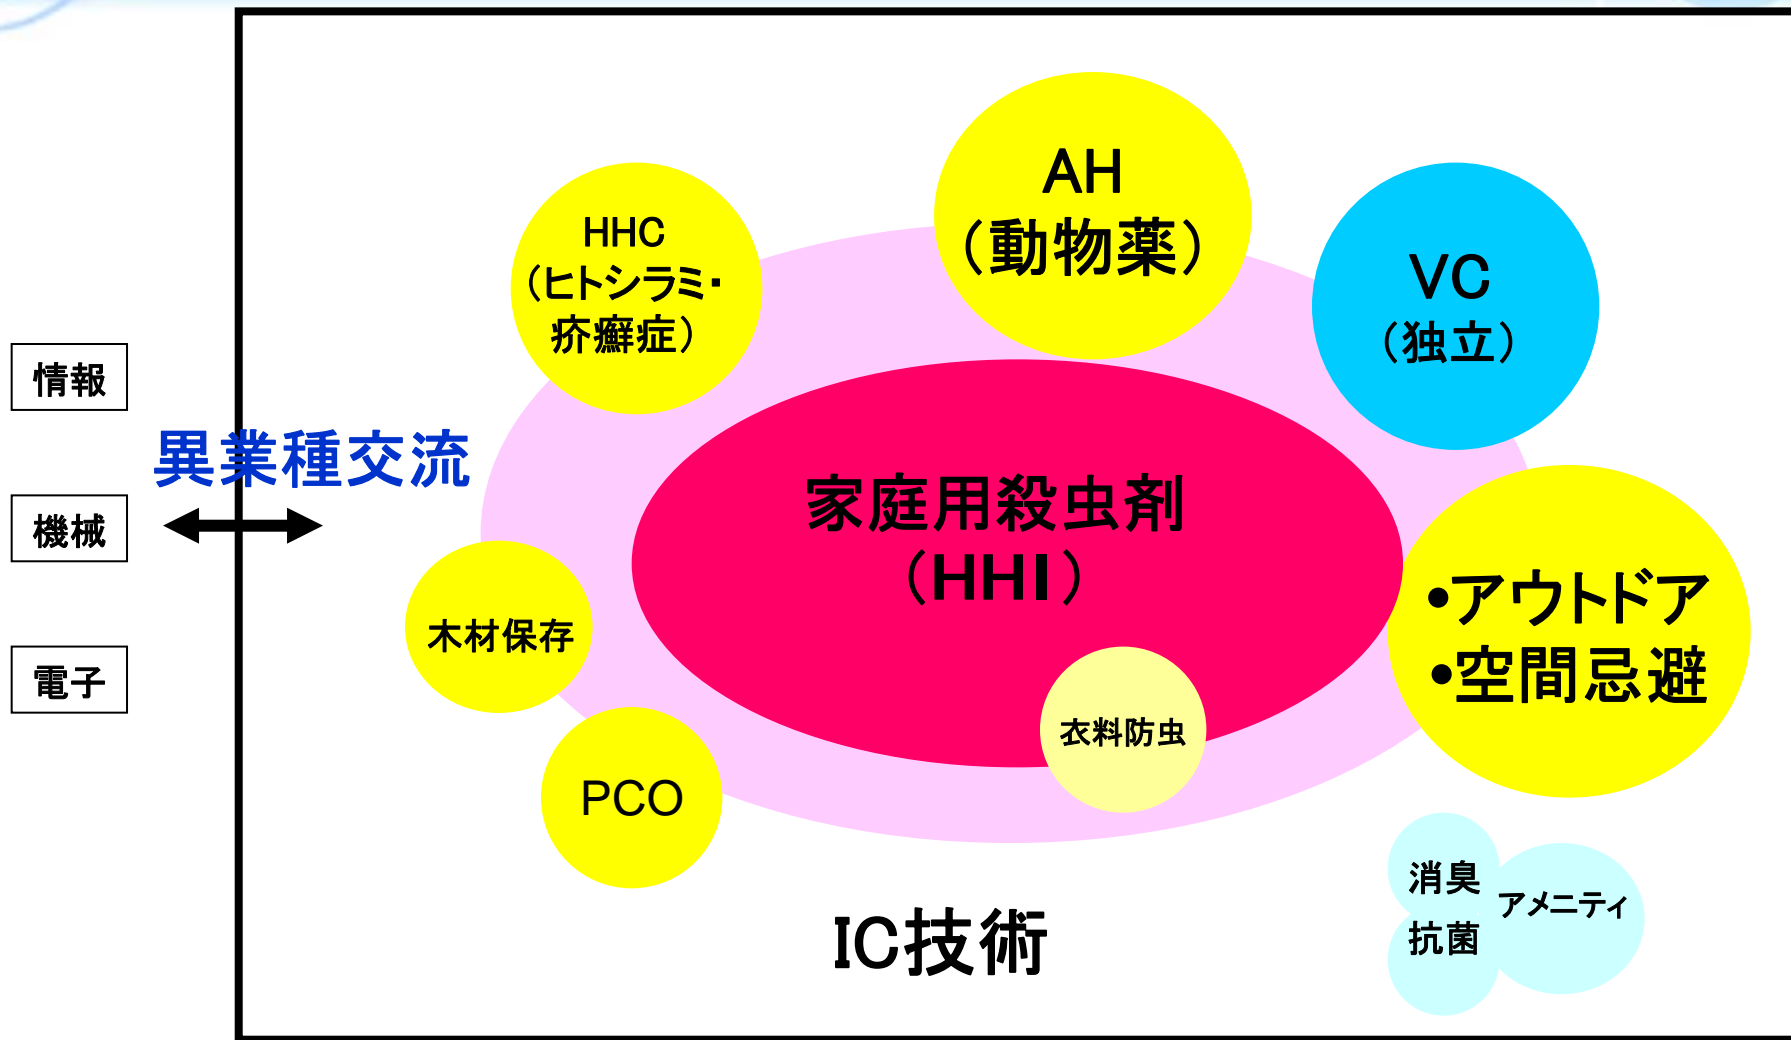 AH
（動物薬）
HHC
（ヒトシラミ・
疥癬症）
VC
（独立）
情報
異業種交流
機械
電子
家庭用殺虫剤
（HHI）
•アウトドア
•空間忌避
木材保存
衣料防虫
PCO
消臭
アメニティ
抗菌
IC技術